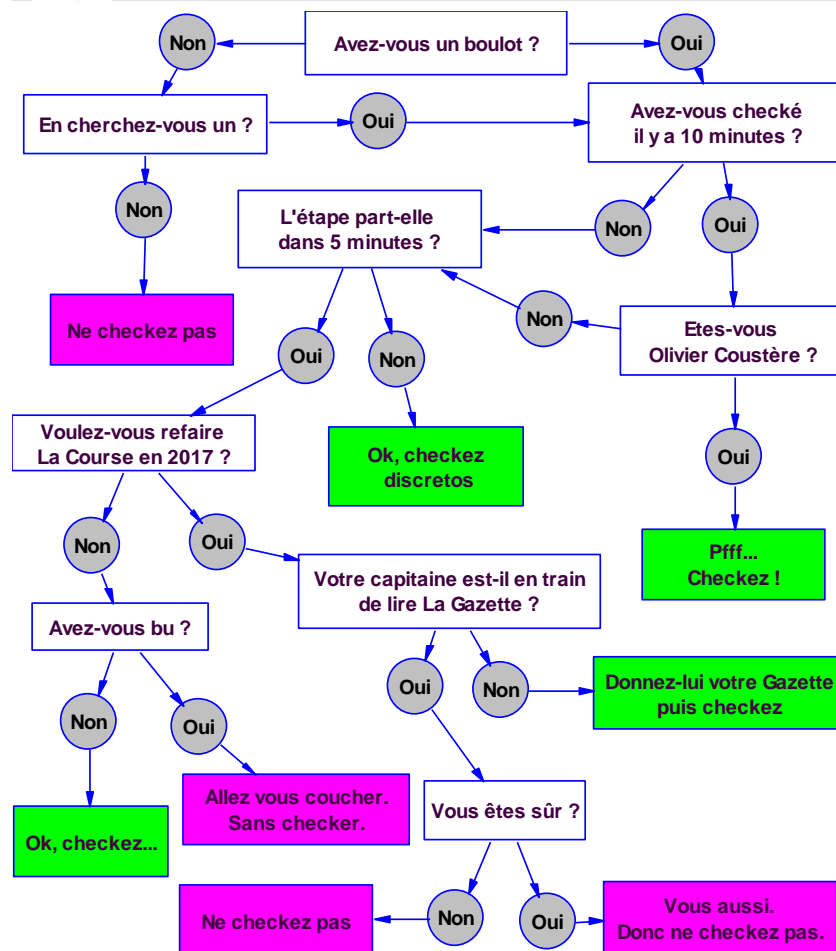 Avez-vous un boulot ?
Non
Oui
En cherchez-vous un ?
Oui
Avez-vous checké
il y a 10 minutes ?
Non
L'étape part-elle
dans 5 minutes ?
Non
Oui
Ne checkez pas
Non
Etes-vous
Olivier Coustère ?
Oui
Non
Voulez-vous refaire
La Course en 2017 ?
Ok, checkez
discretos
Oui
Non
Oui
Pfff...
Checkez !
Votre capitaine est-il en train
de lire La Gazette ?
Avez-vous bu ?
Oui
Non
Donnez-lui votre Gazette
puis checkez
Non
Oui
Allez vous coucher.
Sans checker.
Vous êtes sûr ?
Ok, checkez...
Ne checkez pas
Non
Oui
Vous aussi.
Donc ne checkez pas.